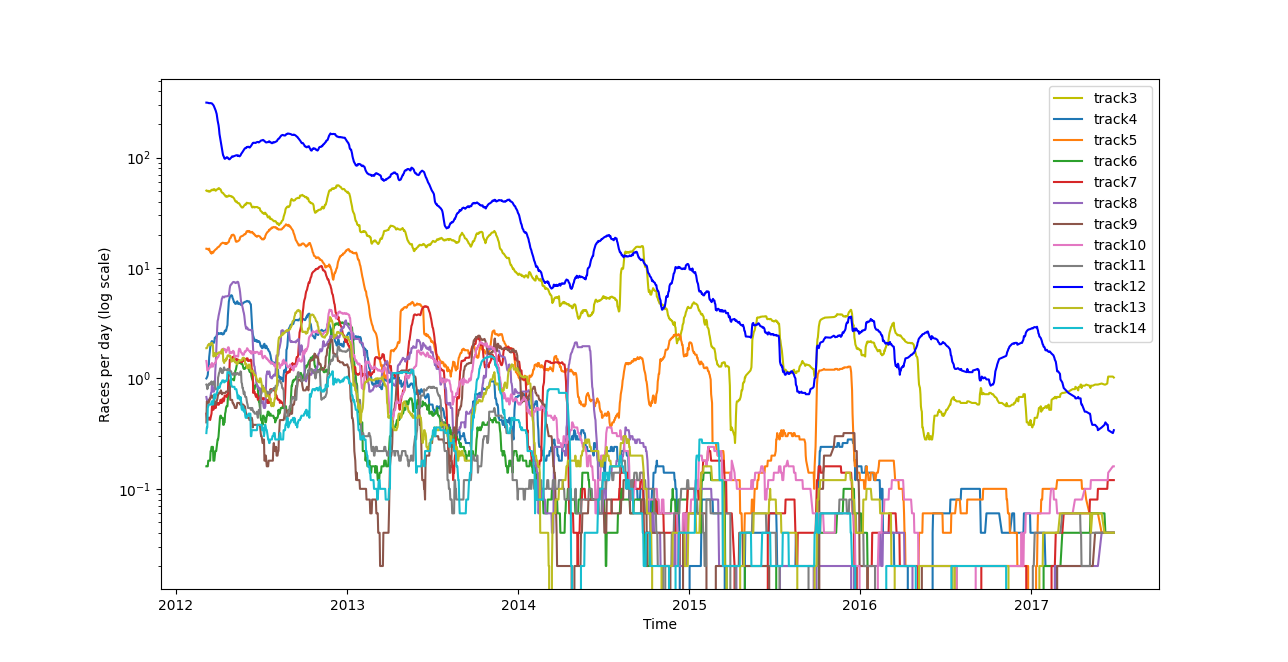 Races per day (log scale)
10²
10¹
10⁰
10⁻¹
2012 2013 2014 2015 2016 2017
Time
track3
track4
track5
track6
track7
track8
track9
track10
track11
track12
track13
track14